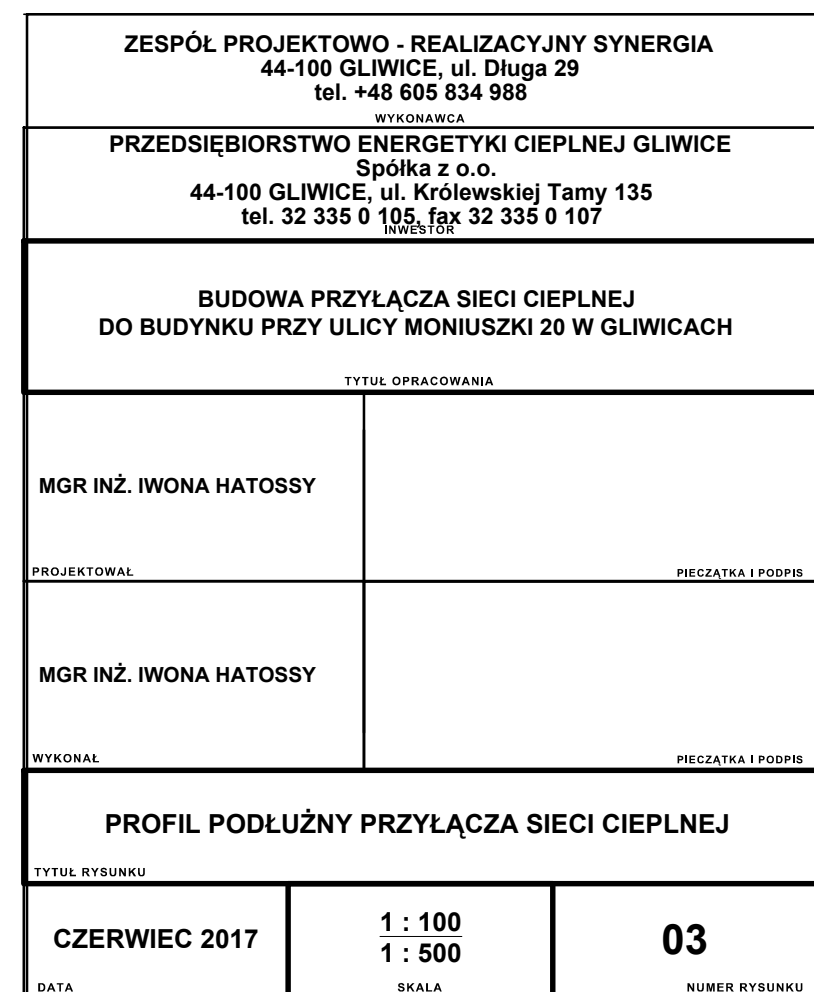 ZESPÓŁ PROJEKTOWO - REALIZACYJNY SYNERGIA
44-100 GLIWICE, ul. Długa 29
tel. +48 605 834 988
WYKONAWCA
PRZEDSIĘBIORSTWO ENERGETYKI CIEPLNEJ GLIWICE
Spółka z o.o.
44-100 GLIWICE, ul. Królewskiej Tamy 135
tel. 32 335 0 105, fax 32 335 0 107
INWESTOR
BUDOWA PRZYŁĄCZA SIECI CIEPLNEJ
DO BUDYNKU PRZY ULICY MONIUSZKI 20 W GLIWICACH
TYTUŁ OPRACOWANIA
MGR INŻ. IWONA HATOSSY
PROJEKTOWAŁ
PIECZĄTKA I PODPIS
MGR INŻ. IWONA HATOSSY
WYKONAŁ
PIECZĄTKA I PODPIS
PROFIL PODŁUŻNY PRZYŁĄCZA SIECI CIEPLNEJ
TYTUŁ RYSUNKU
CZERWIEC 2017
DATA
1 : 100
1 : 500
SKALA
03
NUMER RYSUNKU